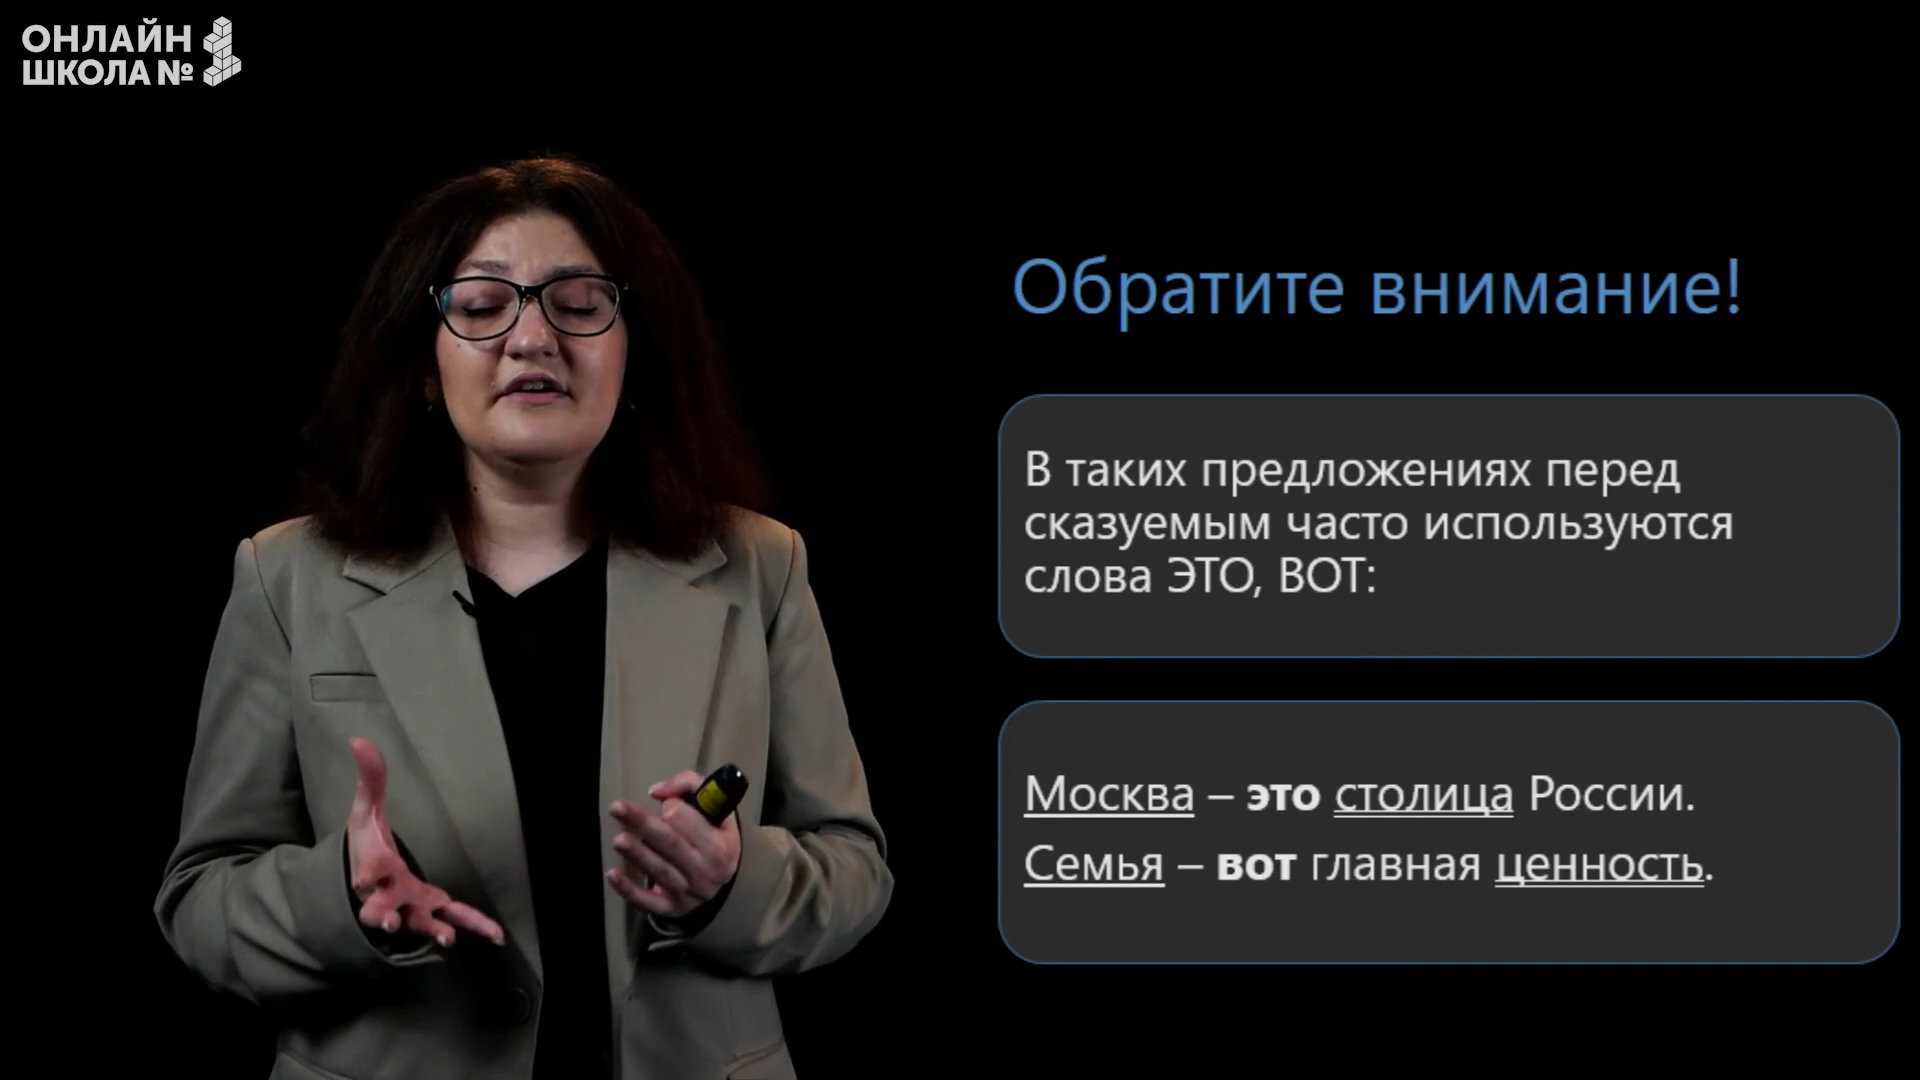 ОНЛАЙН
ШКОЛА №1
Обратите внимание!
В таких предложениях перед
сказуемым часто используются
слова ЭТО, ВОТ:
Москва – это столица России.
Семья – вот главная ценность.